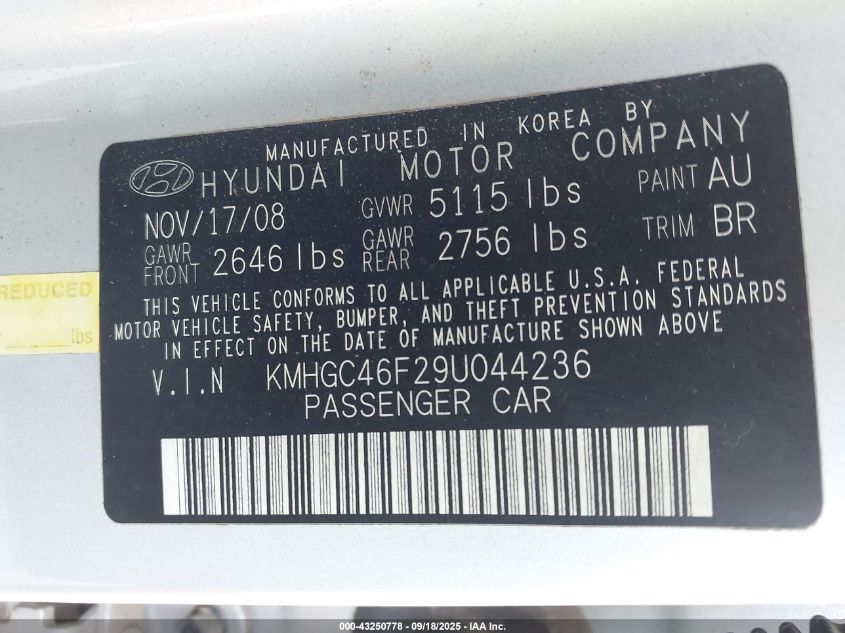 MANUFACTURED IN KOREA BY
HYUNDAI MOTOR COMPANY
NOV/17/08 GVWR 5115 lbs PAINT AU
GAWR FRONT 2646 lbs GAWR REAR 2756 lbs TRIM BR
THIS VEHICLE CONFORMS TO ALL APPLICABLE U.S.A. FEDERAL
MOTOR VEHICLE SAFETY, BUMPER, AND THEFT PREVENTION STANDARDS
IN EFFECT ON THE DATE OF MANUFACTURE SHOWN ABOVE
V.I.N KMHGC46F29U044236
PASSENGER CAR
REDUCED
lbs
000-43250778 - 09/18/2025 - IAA Inc.